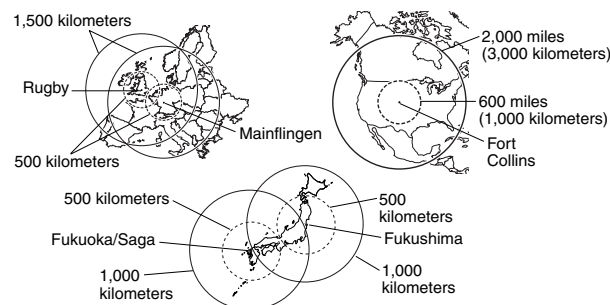 1,500 kilometers
Rugby
Mainflingen
500 kilometers
2,000 miles
(3,000 kilometers)
600 miles
(1,000 kilometers)
Fort
Collins
500 kilometers
Fukuoka/Saga
1,000
kilometers
500
kilometers
Fukushima
1,000
kilometers